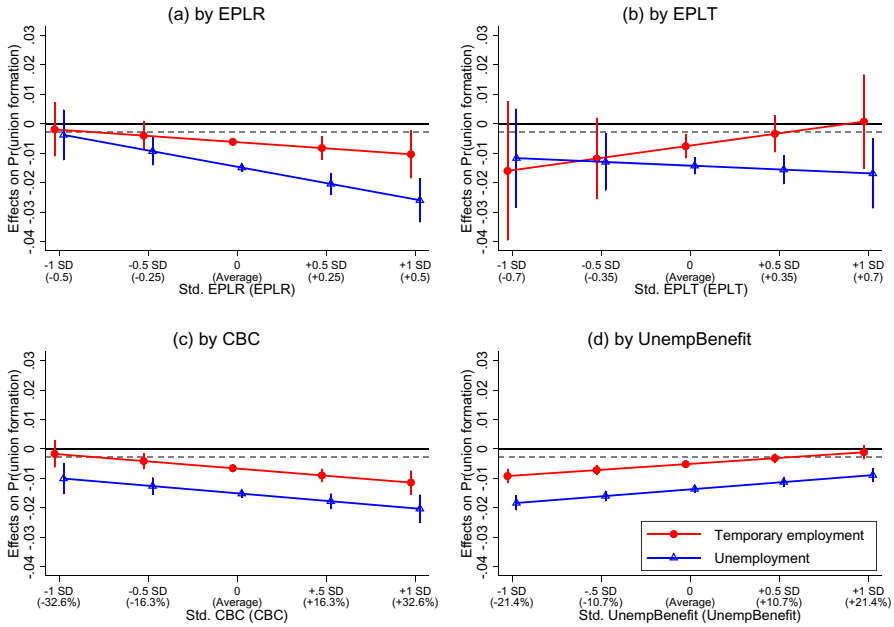 (a) by EPLR
Effects on Pr(union formation)
.03
.02
.01
0
-.01
-.02
-.03
-.04
-1 SD
(-0.5)
-0.5 SD
(-0.25)
0
(Average)
+0.5 SD
(+0.25)
+1 SD
(+0.5)
Std. EPLR (EPLR)
(b) by EPLT
Effects on Pr(union formation)
.03
.02
.01
0
-.01
-.02
-.03
-.04
-1 SD
(-0.7)
-0.5 SD
(-0.35)
0
(Average)
+0.5 SD
(+0.35)
+1 SD
(+0.7)
Std. EPLT (EPLT)
(c) by CBC
Effects on Pr(union formation)
.03
.02
.01
0
-.01
-.02
-.03
-.04
-1 SD
(-32.6%)
-0.5 SD
(-16.3%)
0
(Average)
+.5 SD
(+16.3%)
+1 SD
(+32.6%)
Std. CBC (CBC)
(d) by UnempBenefit
Effects on Pr(union formation)
.03
.02
.01
0
-.01
-.02
-.03
-.04
Temporary employment
Unemployment
-1 SD
(-21.4%)
-.5 SD
(-10.7%)
0
(Average)
+0.5 SD
(+10.7%)
+1 SD
(+21.4%)
Std. UnempBenefit (UnempBenefit)